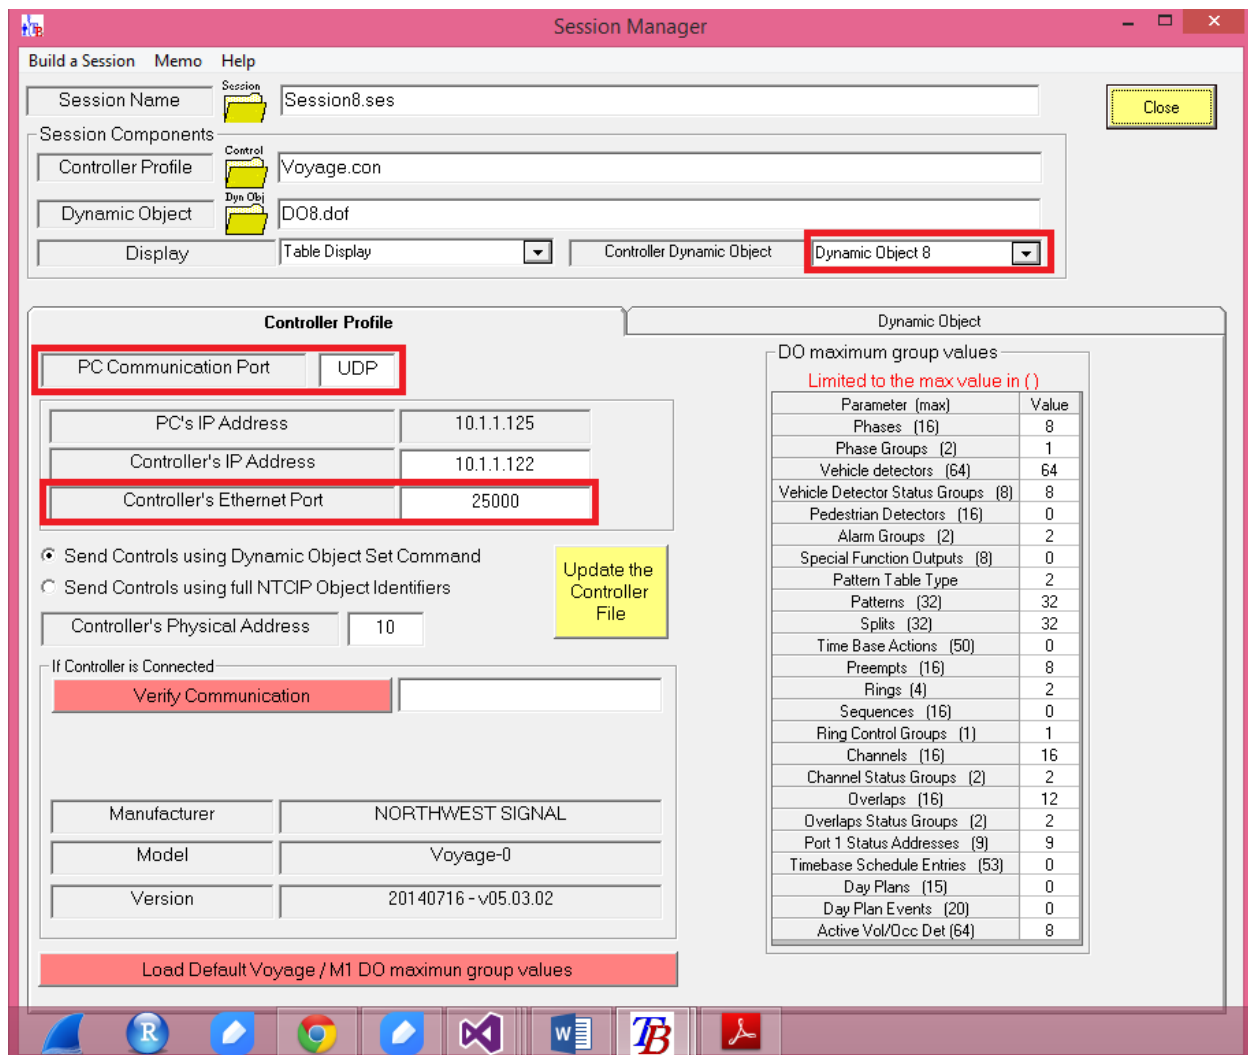 TB
Session Manager
Build a Session Memo Help
Session Name
Session
Session8.ses
Close
Session Components
Controller Profile
Control
Voyage.con
Dynamic Object
Dyn Obj
DO8.dof
Display
Table Display
Controller Dynamic Object
Dynamic Object 8
Controller Profile
Dynamic Object
PC Communication Port UDP
PC's IP Address 10.1.1.125
Controller's IP Address 10.1.1.122
Controller's Ethernet Port 25000
Send Controls using Dynamic Object Set Command
Send Controls using full NTCIP Object Identifiers
Update the
Controller
File
Controller's Physical Address 10
If Controller is Connected
Verify Communication
Manufacturer NORTHWEST SIGNAL
Model Voyage-0
Version 20140716 - v05.03.02
Load Default Voyage / M1 DO maximun group values
DO maximum group values
Limited to the max value in ( )
Parameter (max) Value
Phases (16) 8
Phase Groups (2) 1
Vehicle detectors (64) 64
Vehicle Detector Status Groups (8) 8
Pedestrian Detectors (16) 0
Alarm Groups (2) 2
Special Function Outputs (8) 0
Pattern Table Type 2
Patterns (32) 32
Splits (32) 32
Time Base Actions (50) 0
Preempts (16) 8
Rings (4) 2
Sequences (16) 0
Ring Control Groups (1) 1
Channels (16) 16
Channel Status Groups (2) 2
Overlaps (16) 12
Overlaps Status Groups (2) 2
Port 1 Status Addresses (9) 9
Timebase Schedule Entries (53) 0
Day Plans (15) 0
Day Plan Events (20) 0
Active Vol/Occ Det (64) 8
R
W
TB